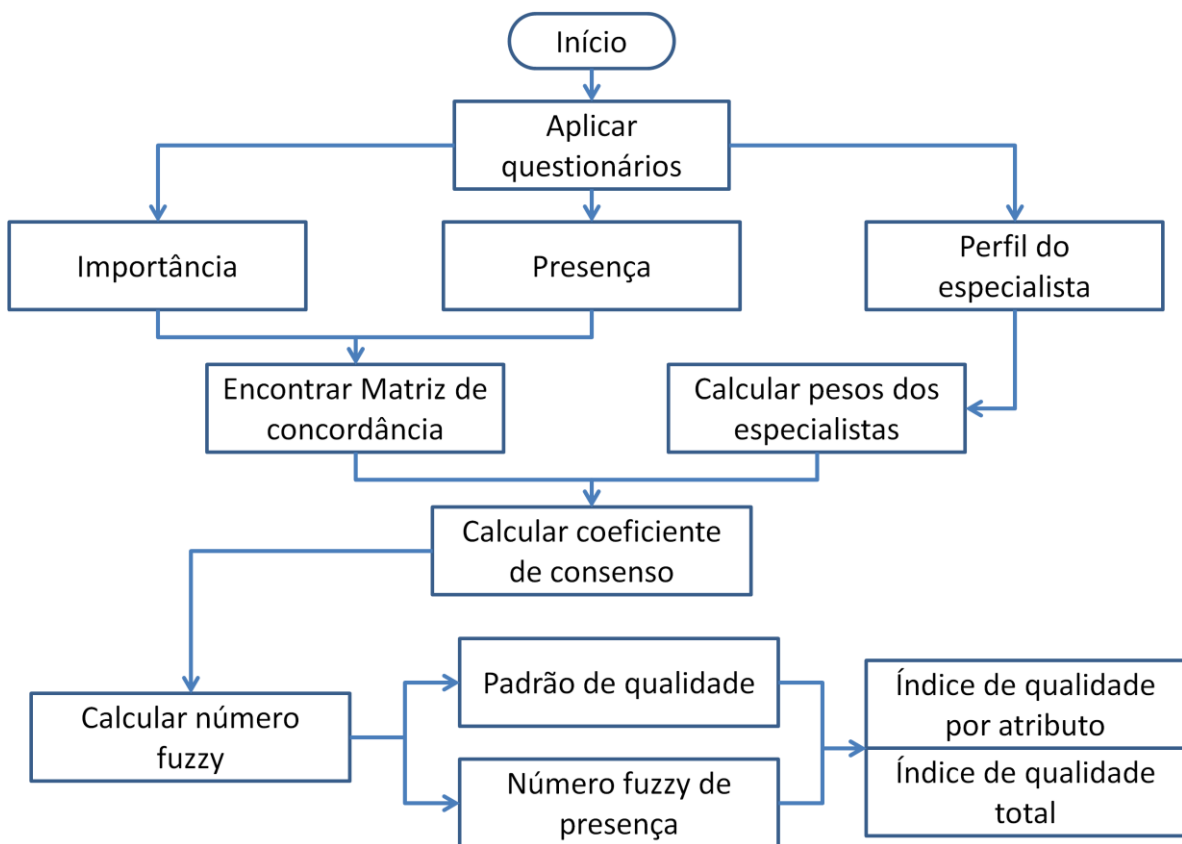 Início
Aplicar
questionários
Importância
Presença
Perfil do
especialista
Encontrar Matriz de
concordância
Calcular pesos dos
especialistas
Calcular coeficiente
de consenso
Calcular número
fuzzy
Padrão de qualidade
Número fuzzy de
presença
Índice de qualidade
por atributo
Índice de qualidade
total